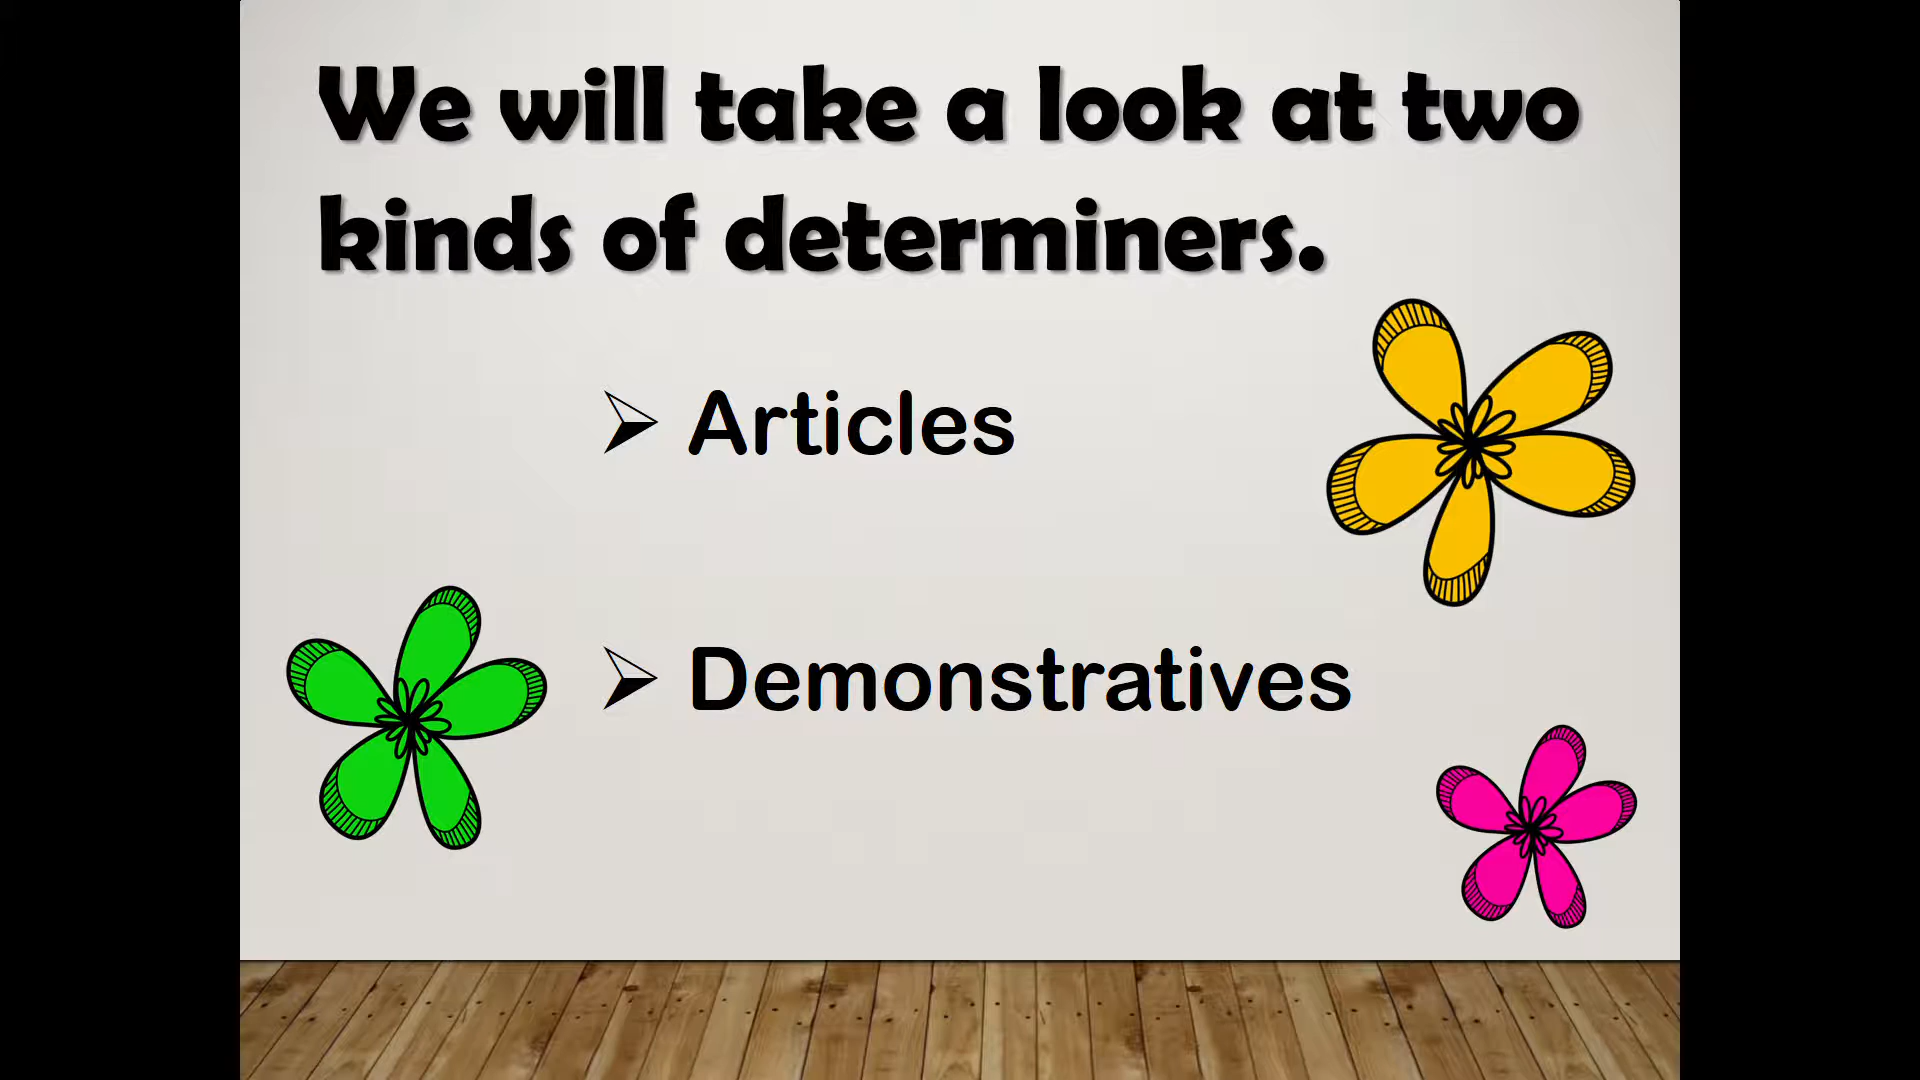 We will take a look at two
kinds of determiners.
Articles
Demonstratives